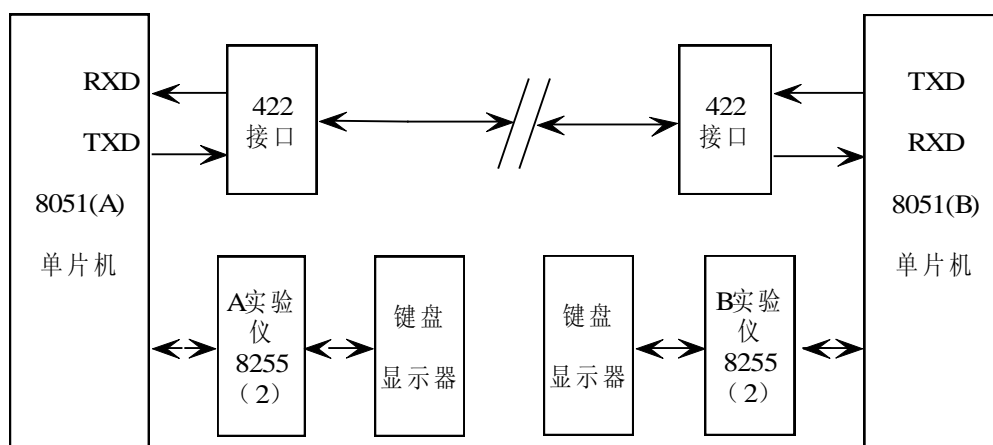 RXD
TXD
8051(A)
单片机
422
接口
422
接口
TXD
RXD
8051(B)
单片机
A实验
仪
8255
（2）
键盘
显示器
键盘
显示器
B实验
仪
8255
（2）